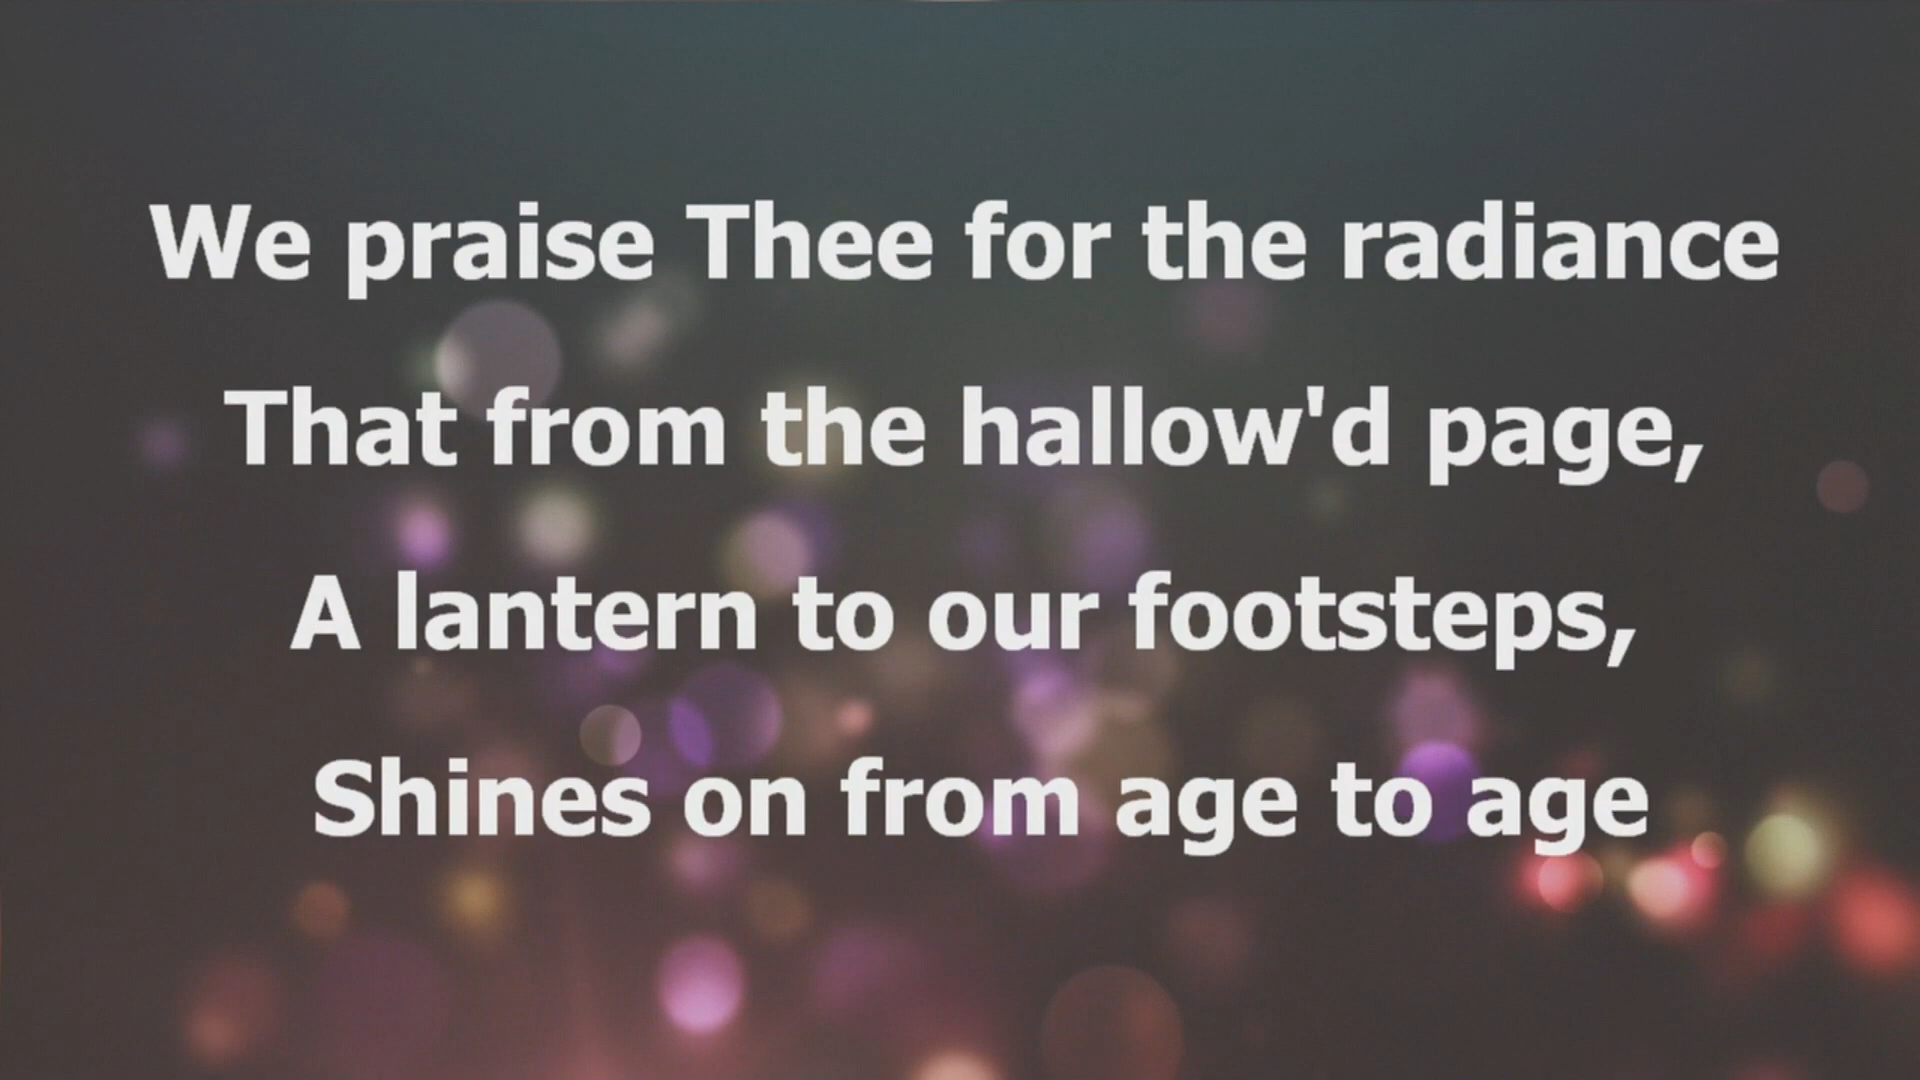 We praise Thee for the radiance
That from the hallow'd page,
A lantern to our footsteps,
Shines on from age to age